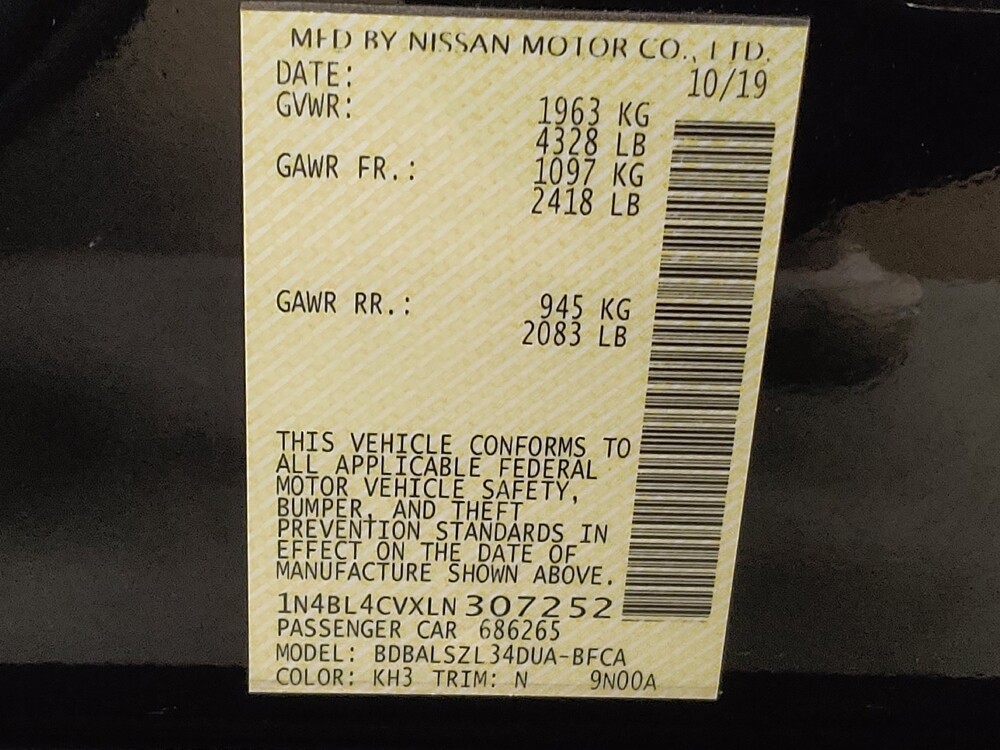 MFD BY NISSAN MOTOR CO., LTD.
DATE: 10/19
GVWR: 1963 KG
4328 LB
GAWR FR.: 1097 KG
2418 LB
GAWR RR.: 945 KG
2083 LB
THIS VEHICLE CONFORMS TO
ALL APPLICABLE FEDERAL
MOTOR VEHICLE SAFETY,
BUMPER, AND THEFT
PREVENTION STANDARDS IN
EFFECT ON THE DATE OF
MANUFACTURE SHOWN ABOVE.
1N4BL4CVXLN307252
PASSENGER CAR 686265
MODEL: BDBALSZL34DUA-BFCA
COLOR: KH3 TRIM: N 9N00A